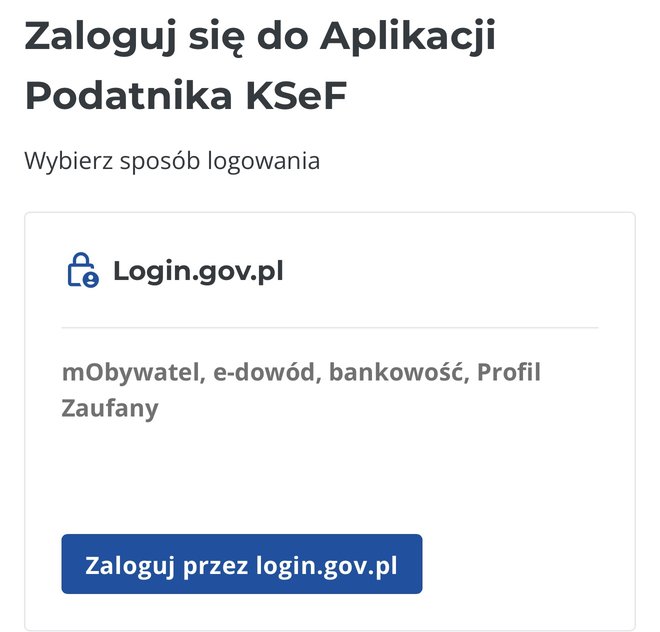 Zaloguj się do Aplikacji
Podatnika KSeF
Wybierz sposób logowania
Login.gov.pl
mObywatel, e-dowód, bankowość, Profil
Zaufany
Zaloguj przez login.gov.pl